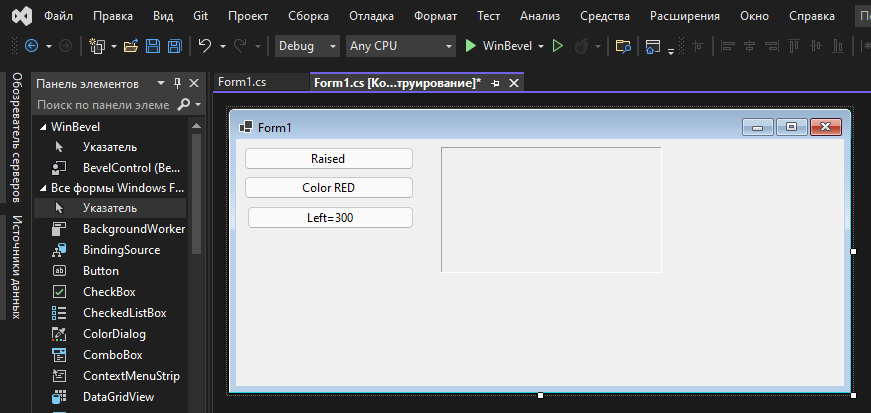 Файл Правка Вид Git Проект Сборка Отладка Формат Тест Анализ Средства Расширения Окно Справка
Debug Any CPU WinBevel
Обозреватель серверов
Источники данных
Панель элементов
Поиск по панели элеме
WinBevel
Указатель
BevelControl (Be...
Все формы Windows F...
Указатель
BackgroundWorker
BindingSource
Button
CheckBox
CheckedListBox
ColorDialog
ComboBox
ContextMenuStrip
DataGridView
Form1.cs Form1.cs [Ко...труирование]*
Form1
Raised
Color RED
Left=300